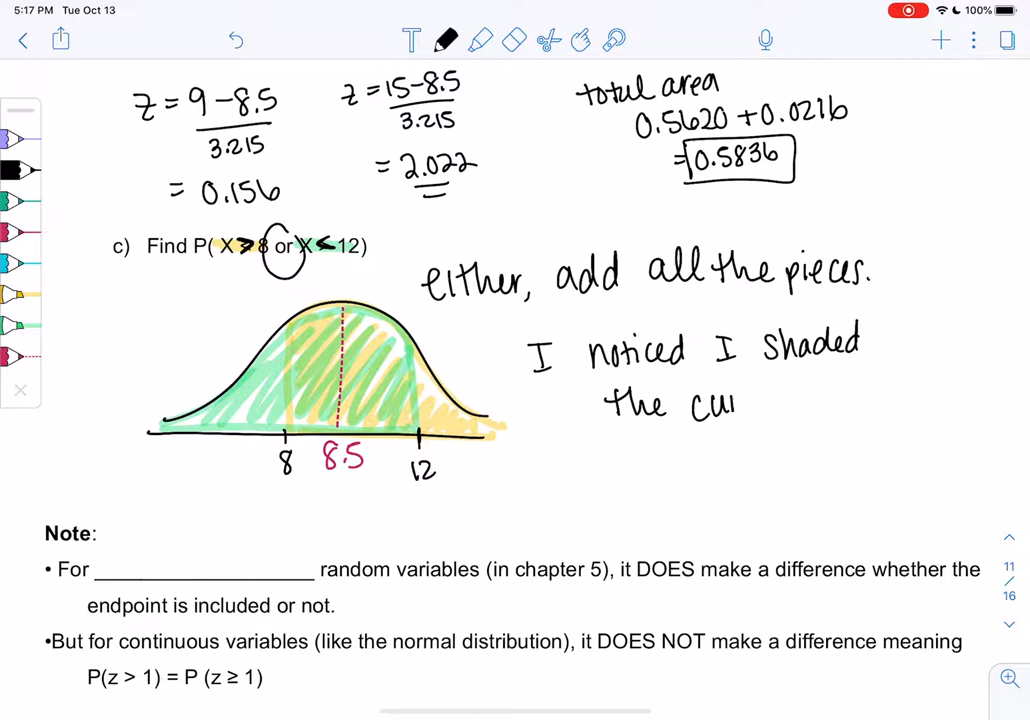 5:17 PM Tue Oct 13
100%
z = 9 - 8.5
3.215
= 0.156
z = 15 - 8.5
3.215
= 2.022
total area
0.5620 + 0.0216
= 0.5836
c) Find P( X > 8 or X < 12)
either, add all the pieces.
I noticed I shaded
the cur
8
8.5
12
Note:
• For ____________________ random variables (in chapter 5), it DOES make a difference whether the
endpoint is included or not.
•But for continuous variables (like the normal distribution), it DOES NOT make a difference meaning
P(z > 1) = P (z ≥ 1)
11
/
16